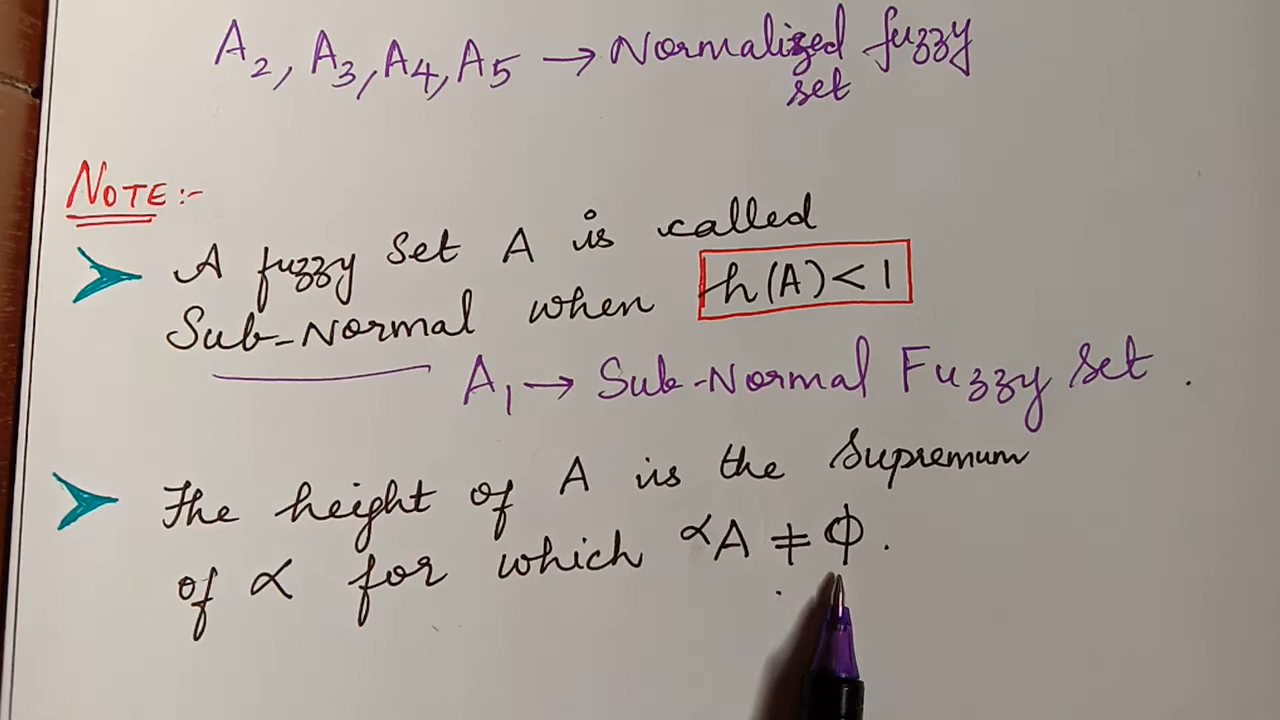 A₂, A₃, A₄, A₅ → Normalized fuzzy
set
NOTE:-
A fuzzy set A is called
Sub-Normal when h(A) < 1
A₁ → Sub-Normal Fuzzy set.
The height of A is the supremum
of α for which ᵅA ≠ Φ.